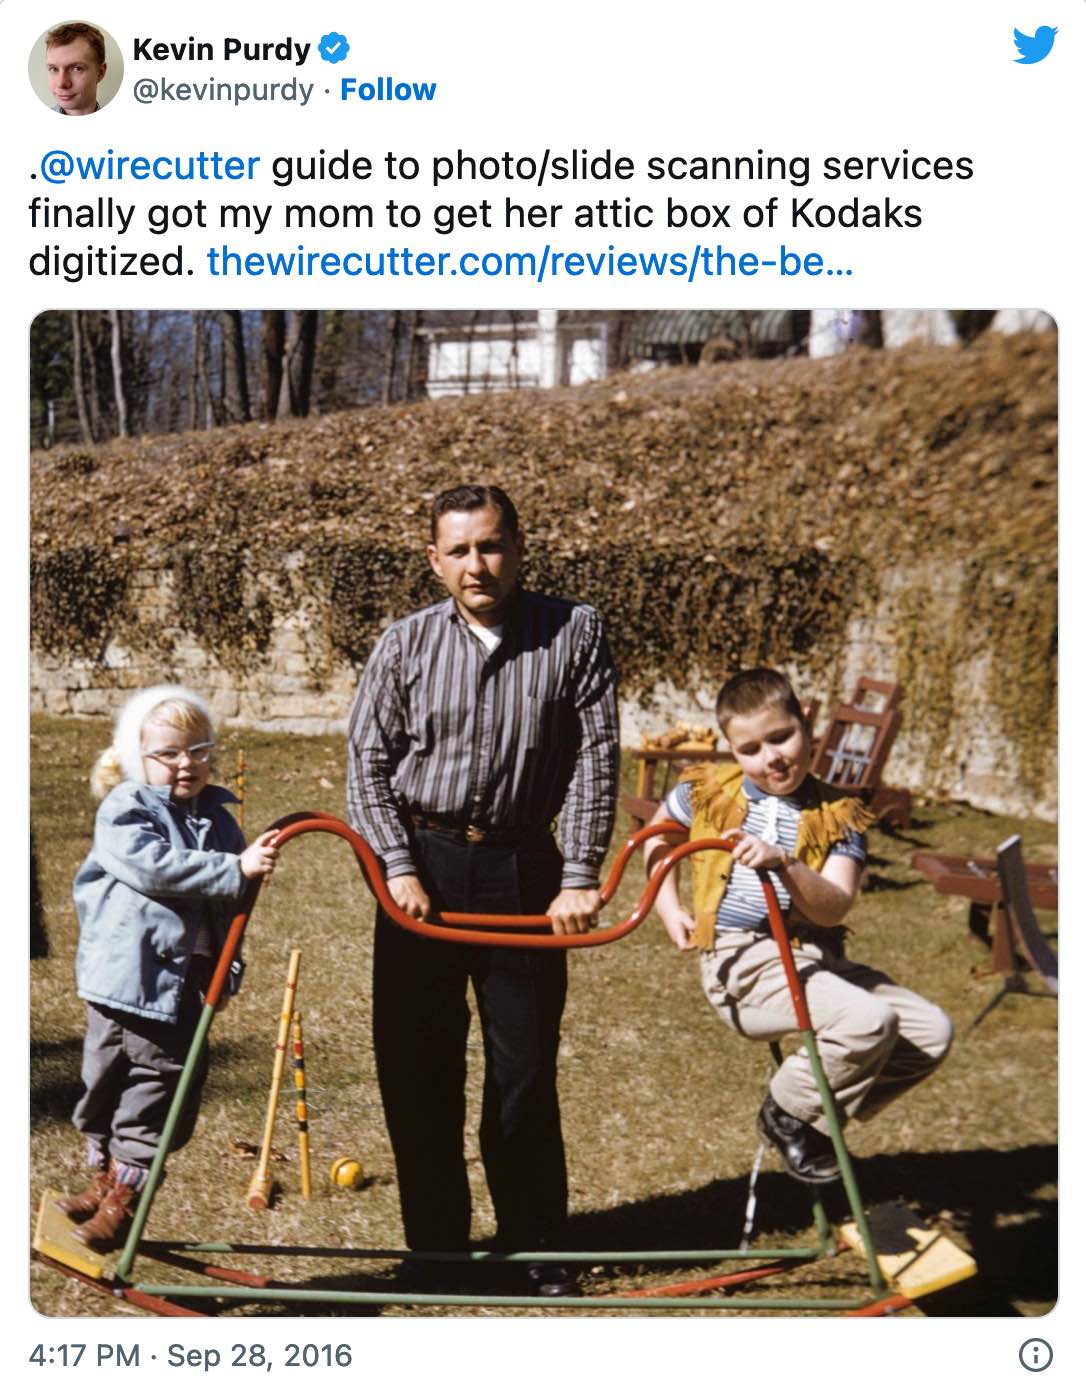 Kevin Purdy
@kevinpurdy · Follow
.@wirecutter guide to photo/slide scanning services
finally got my mom to get her attic box of Kodaks
digitized. thewirecutter.com/reviews/the-be…
4:17 PM · Sep 28, 2016